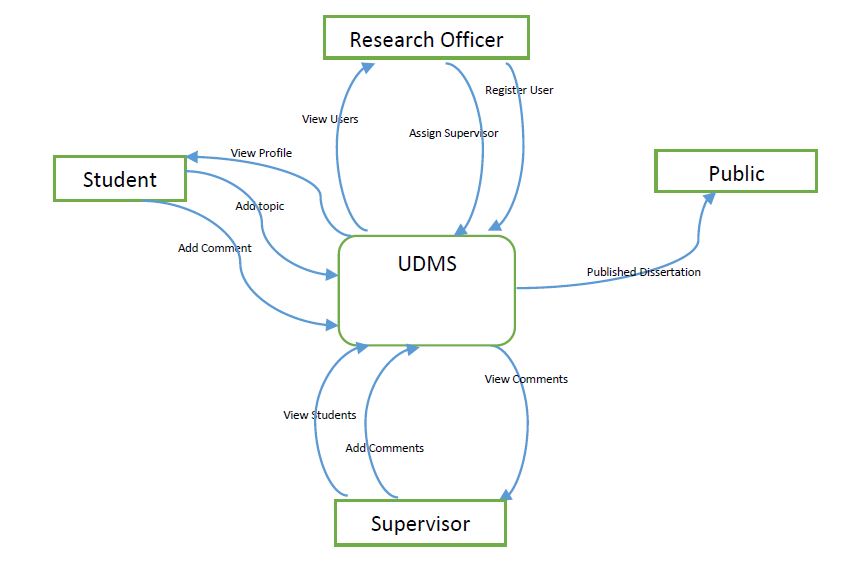 Research Officer
Register User
View Users
Assign Supervisor
View Profile
Student
Public
Add topic
Add Comment
UDMS
Published Dissertation
View Comments
View Students
Add Comments
Supervisor